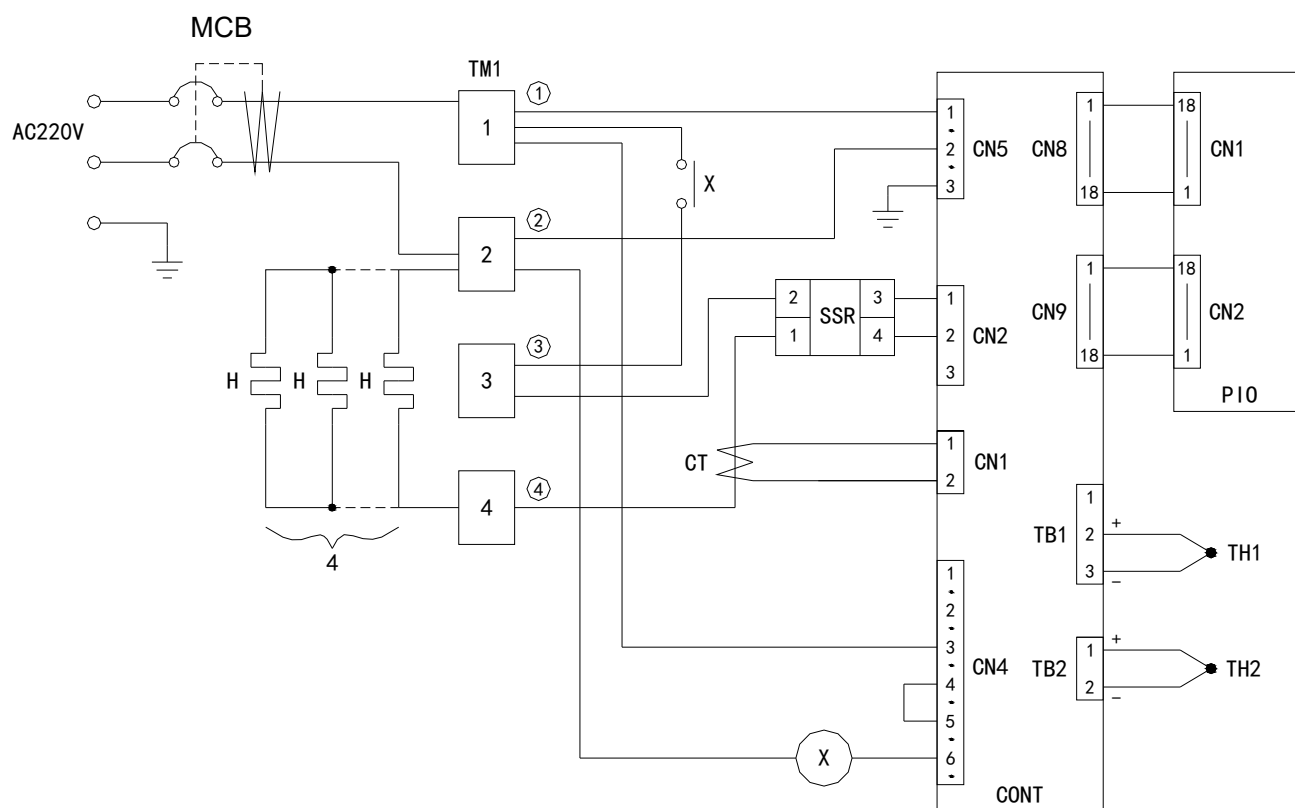 MCB
TM1
AC220V
1
2
3
4
①
②
③
④
X
H
H
H
4
2
1
SSR
3
4
CT
X
1
2
3
CN5
1
2
3
CN2
1
2
CN1
1
2
3
4
5
6
CN4
CONT
CN8
1
18
CN9
1
18
TB1
1
2
3
+
-
TH1
TB2
1
2
+
-
TH2
18
1
CN1
18
1
CN2
PIO